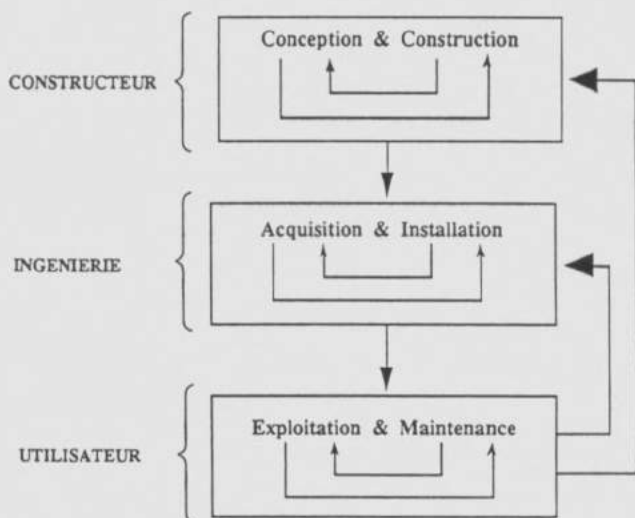 Conception & Construction
CONSTRUCTEUR
Acquisition & Installation
INGENIERIE
Exploitation & Maintenance
UTILISATEUR